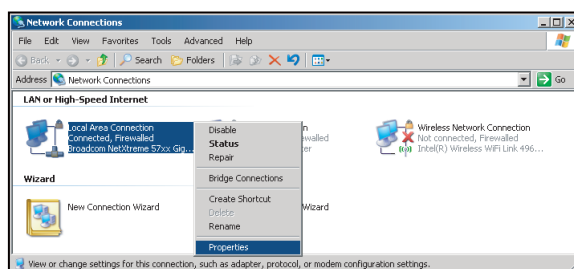 Network Connections
File Edit View Favorites Tools Advanced Help
Back Search Folders
Address Network Connections Go
LAN or High-Speed Internet
Local Area Connection
Connected, Firewalled
Broadcom NetXtreme 57xx Gig...
Disable
Status
Repair
Bridge Connections
Create Shortcut
Delete
Rename
Properties
Wireless Network Connection
Not connected, Firewalled
Intel(R) Wireless WiFi Link 496...
Wizard
New Connection Wizard
Wizard
View or change settings for this connection, such as adapter, protocol, or modem configuration settings.